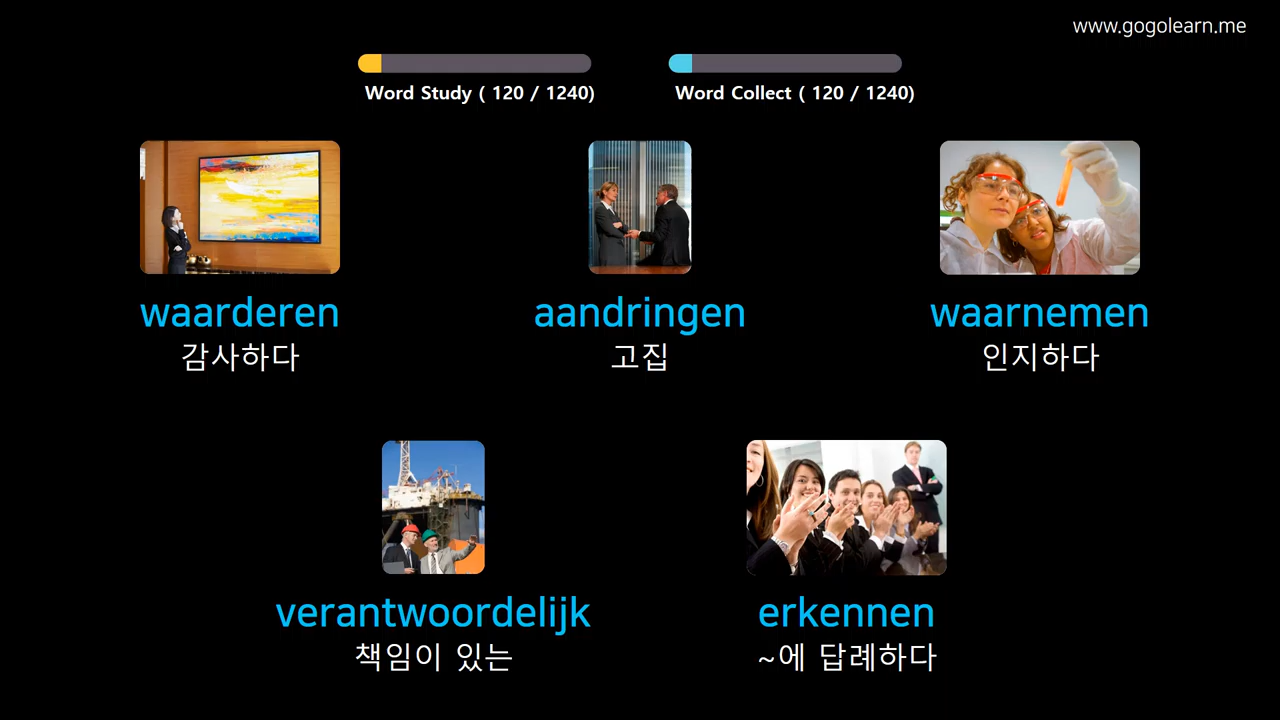 www.gogolearn.me
Word Study ( 120 / 1240)
Word Collect ( 120 / 1240)
waarderen
감사하다
aandringen
고집
waarnemen
인지하다
verantwoordelijk
책임이 있는
erkennen
~에 답례하다